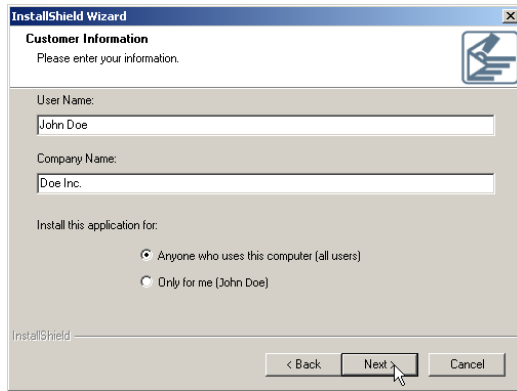 InstallShield Wizard
Customer Information
Please enter your information.
User Name:
John Doe
Company Name:
Doe Inc.
Install this application for:
Anyone who uses this computer (all users)
Only for me (John Doe)
InstallShield
< Back Next > Cancel